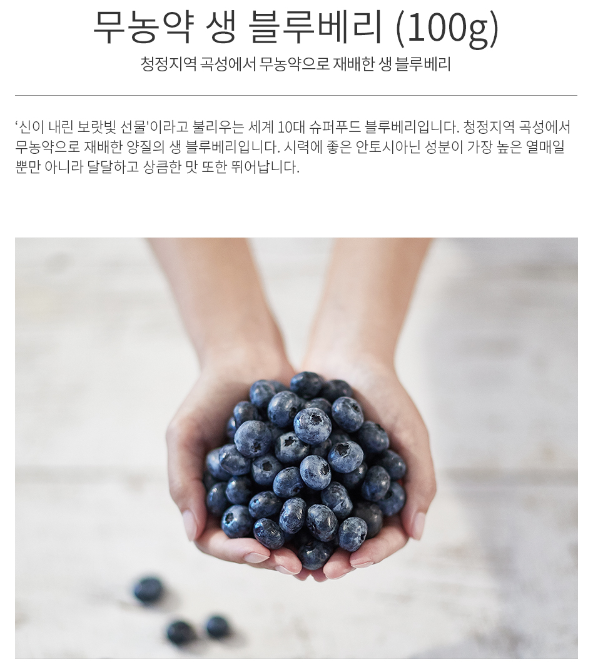 무농약 생 블루베리 (100g)
청정지역 곡성에서 무농약으로 재배한 생 블루베리
‘신이 내린 보랏빛 선물'이라고 불리우는 세계 10대 슈퍼푸드 블루베리입니다. 청정지역 곡성에서
무농약으로 재배한 양질의 생 블루베리입니다. 시력에 좋은 안토시아닌 성분이 가장 높은 열매일
뿐만 아니라 달달하고 상큼한 맛 또한 뛰어납니다.